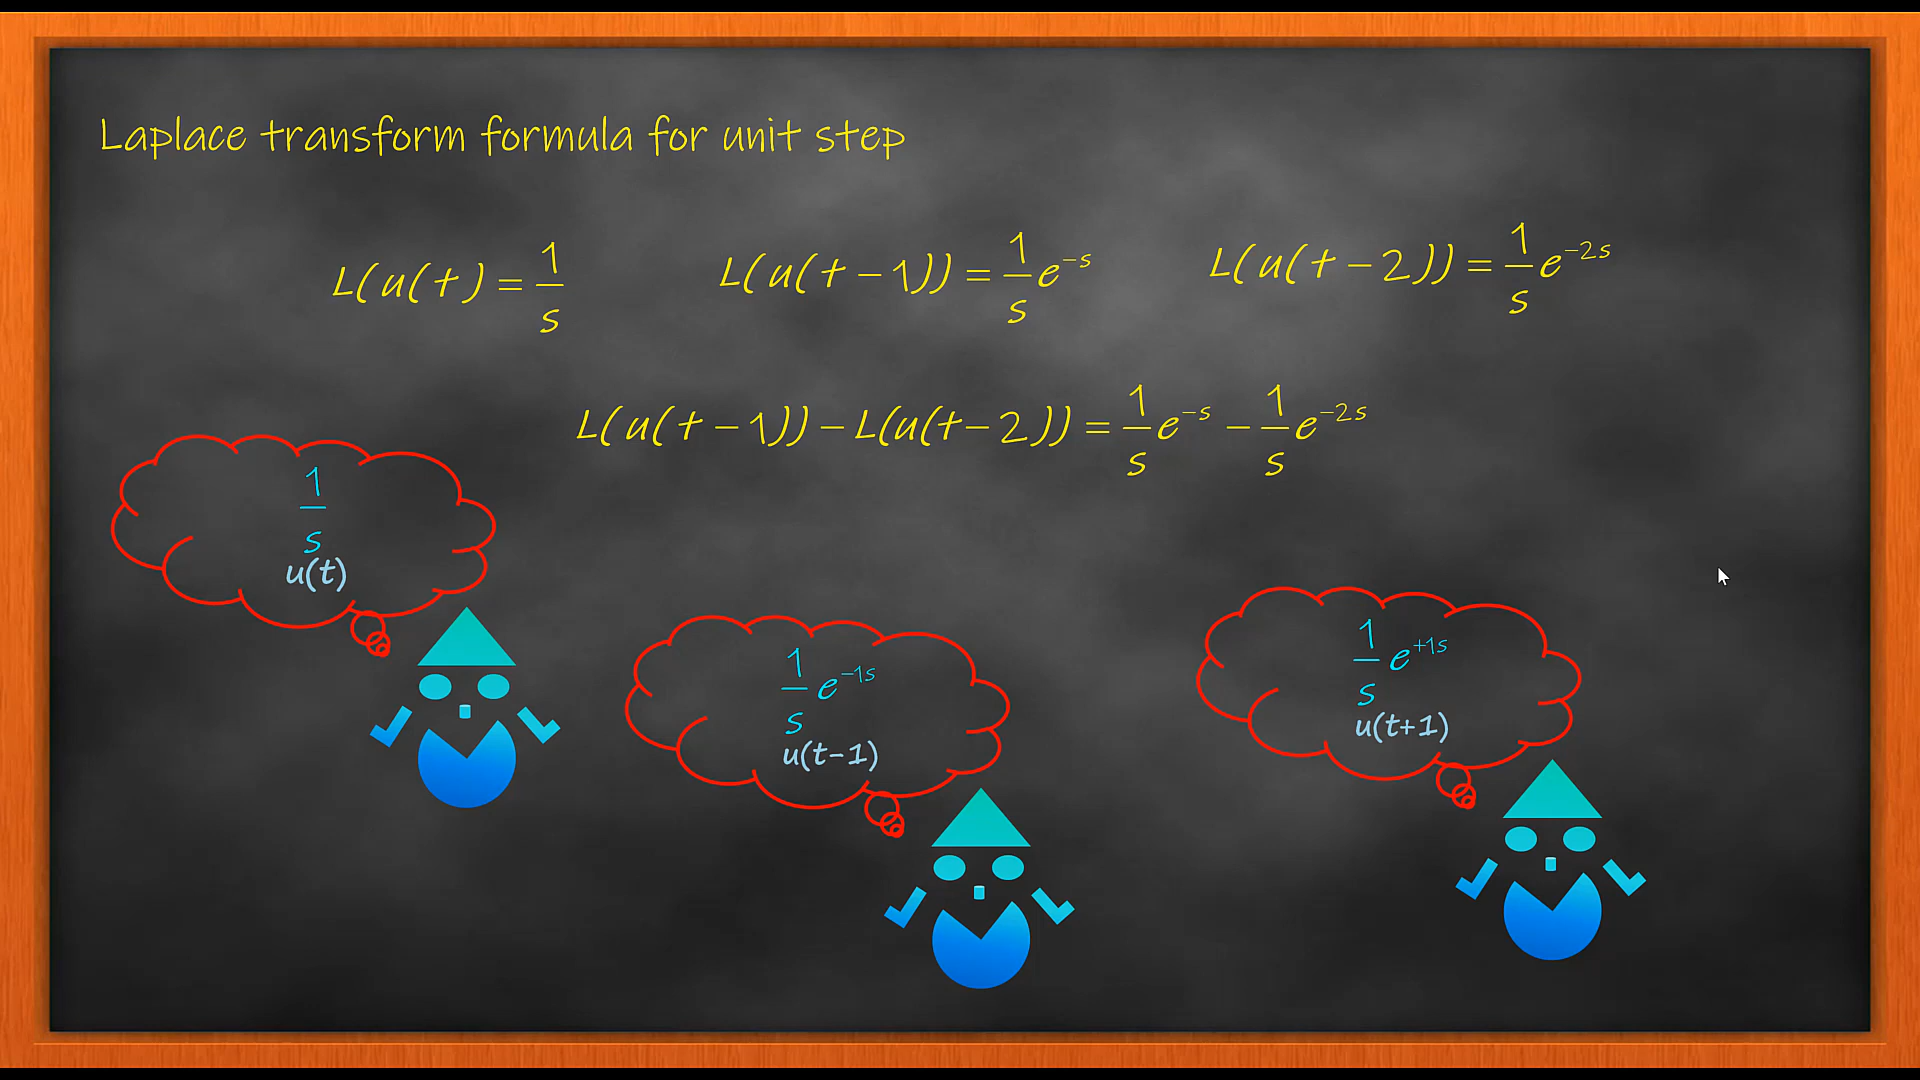 Laplace transform formula for unit step
L(u(t) = 1/s
L(u(t − 1)) = 1/s e^−s
L(u(t − 2)) = 1/s e^−2s
L(u(t − 1)) − L(u(t − 2)) = 1/s e^−s − 1/s e^−2s
1/s
u(t)
1/s e^−1s
u(t-1)
1/s e^+1s
u(t+1)